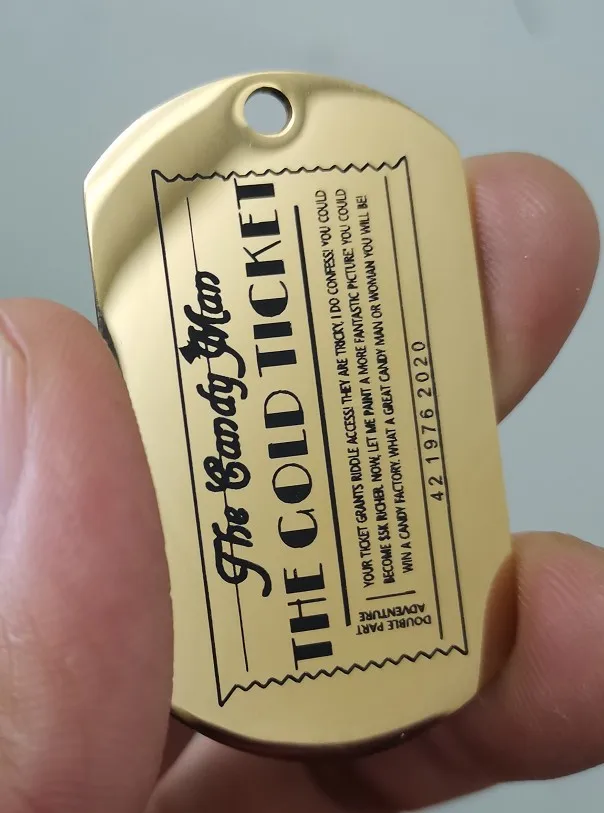 The Candy Man
THE GOLD TICKET
YOUR TICKET GRANTS RIDDLE ACCESS! THEY ARE TRICKY, I DO CONFESS! YOU COULD
BECOME $5K RICHER. NOW, LET ME PAINT A MORE FANTASTIC PICTURE: YOU COULD
WIN A CANDY FACTORY. WHAT A GREAT CANDY MAN OR WOMAN YOU WILL BE!
42 1976 2020
DOUBLE PART
ADVENTURE